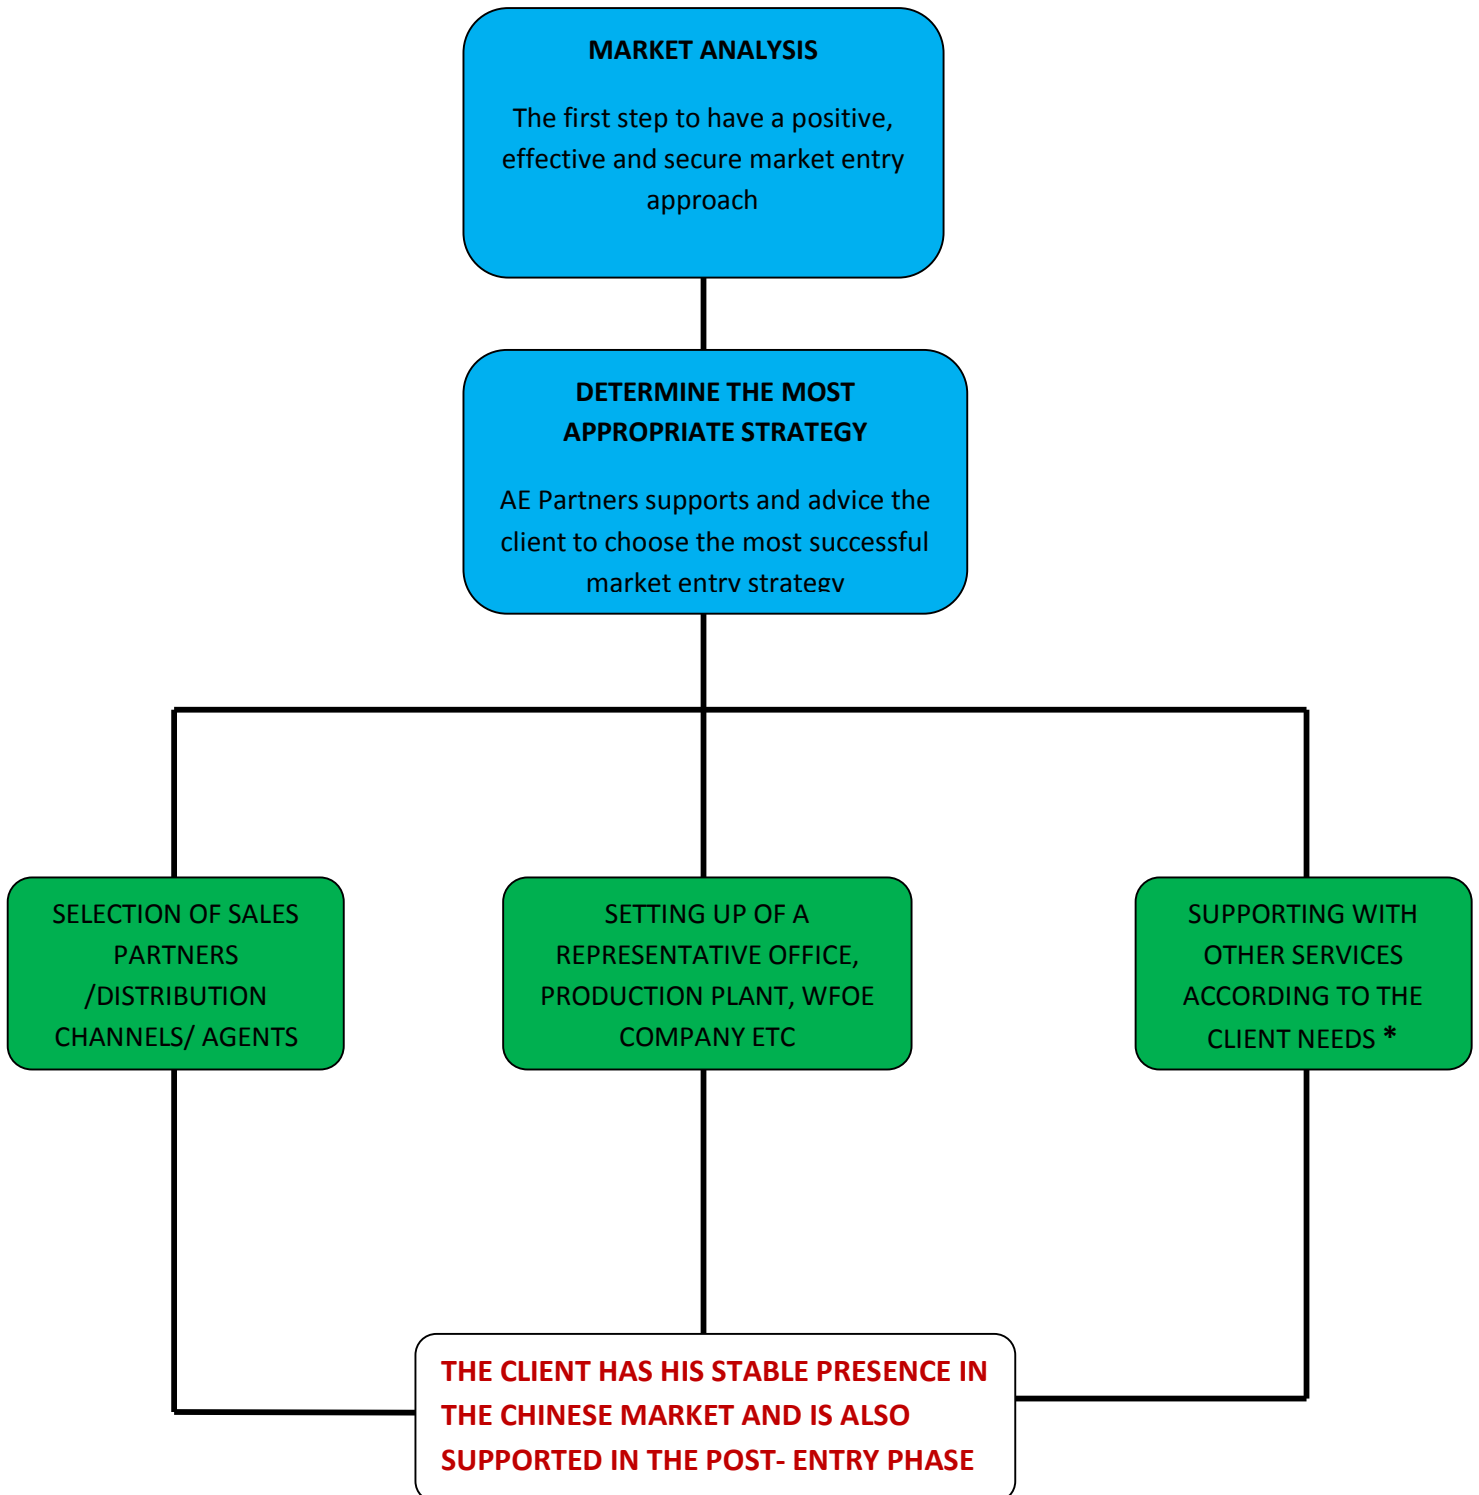 MARKET ANALYSIS
The first step to have a positive,
effective and secure market entry
approach
DETERMINE THE MOST
APPROPRIATE STRATEGY
AE Partners supports and advice the
client to choose the most successful
market entry strategy
SELECTION OF SALES
PARTNERS
/DISTRIBUTION
CHANNELS/ AGENTS
SETTING UP OF A
REPRESENTATIVE OFFICE,
PRODUCTION PLANT, WFOE
COMPANY ETC
SUPPORTING WITH
OTHER SERVICES
ACCORDING TO THE
CLIENT NEEDS *
THE CLIENT HAS HIS STABLE PRESENCE IN
THE CHINESE MARKET AND IS ALSO
SUPPORTED IN THE POST- ENTRY PHASE